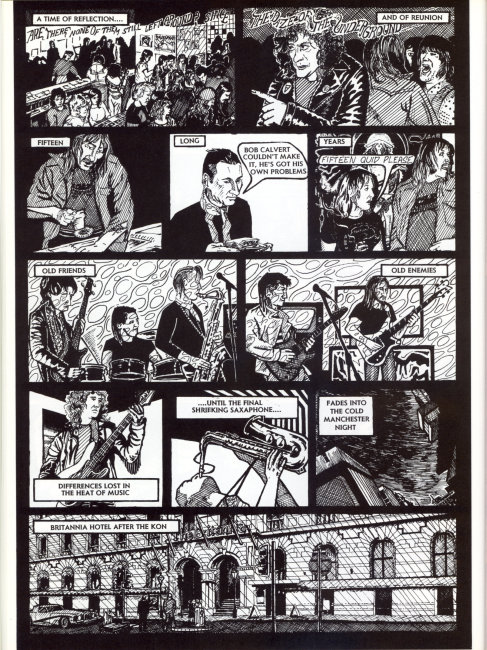 A TIME OF REFLECTION....
ARE THERE NONE OF THEM STILL
AND OF REUNION
FIFTEEN
LONG
BOB CALVERT
COULDN'T MAKE
IT, HE'S GOT HIS
OWN PROBLEMS
YEARS
FIFTEEN QUID PLEASE
OLD FRIENDS
OLD ENEMIES
DIFFERENCES LOST IN
THE HEAT OF MUSIC
....UNTIL THE FINAL
SHRIEKING SAXAPHONE....
FADES INTO
THE COLD
MANCHESTER
NIGHT
BRITANNIA HOTEL AFTER THE KON